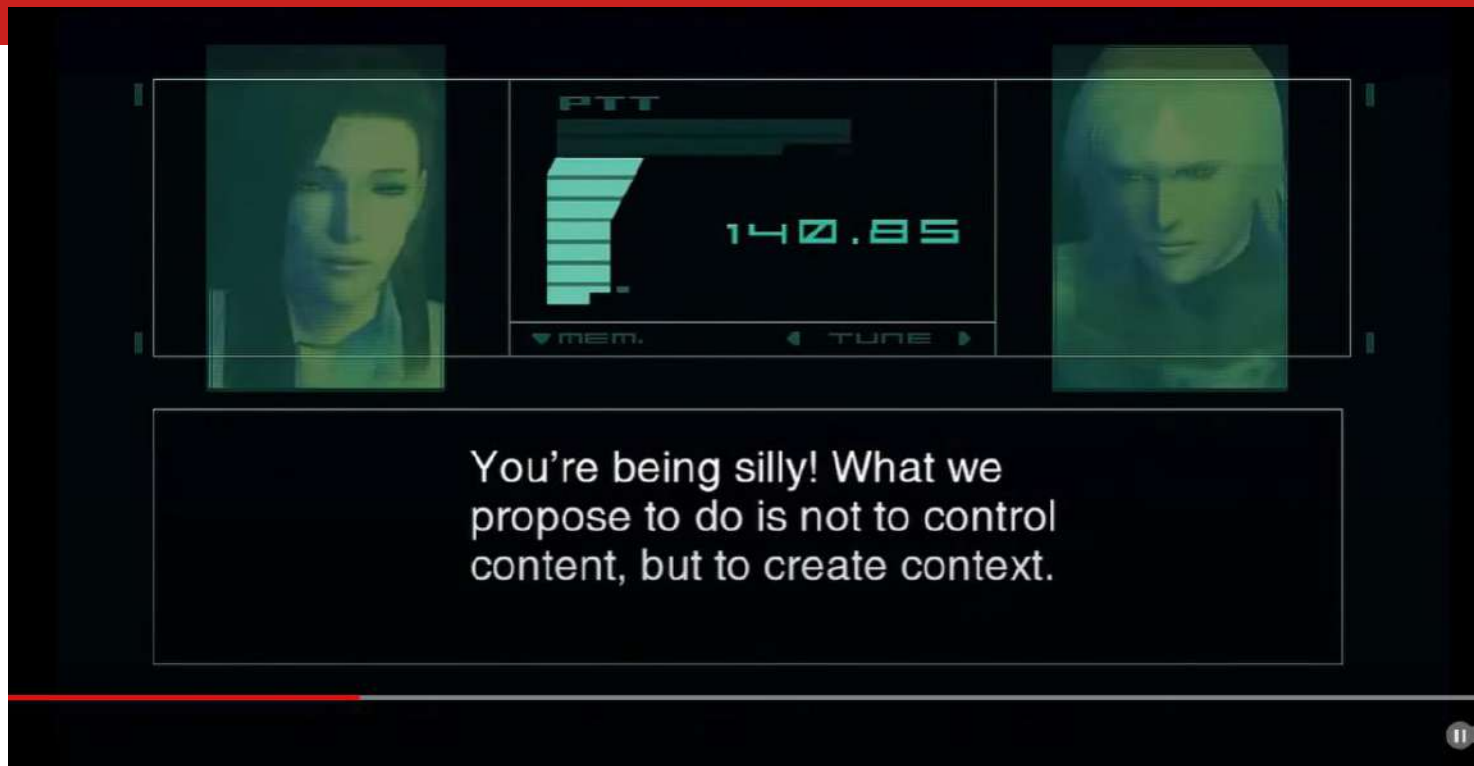 PTT
140.85
MEM. TUNE
You're being silly! What we
propose to do is not to control
content, but to create context.